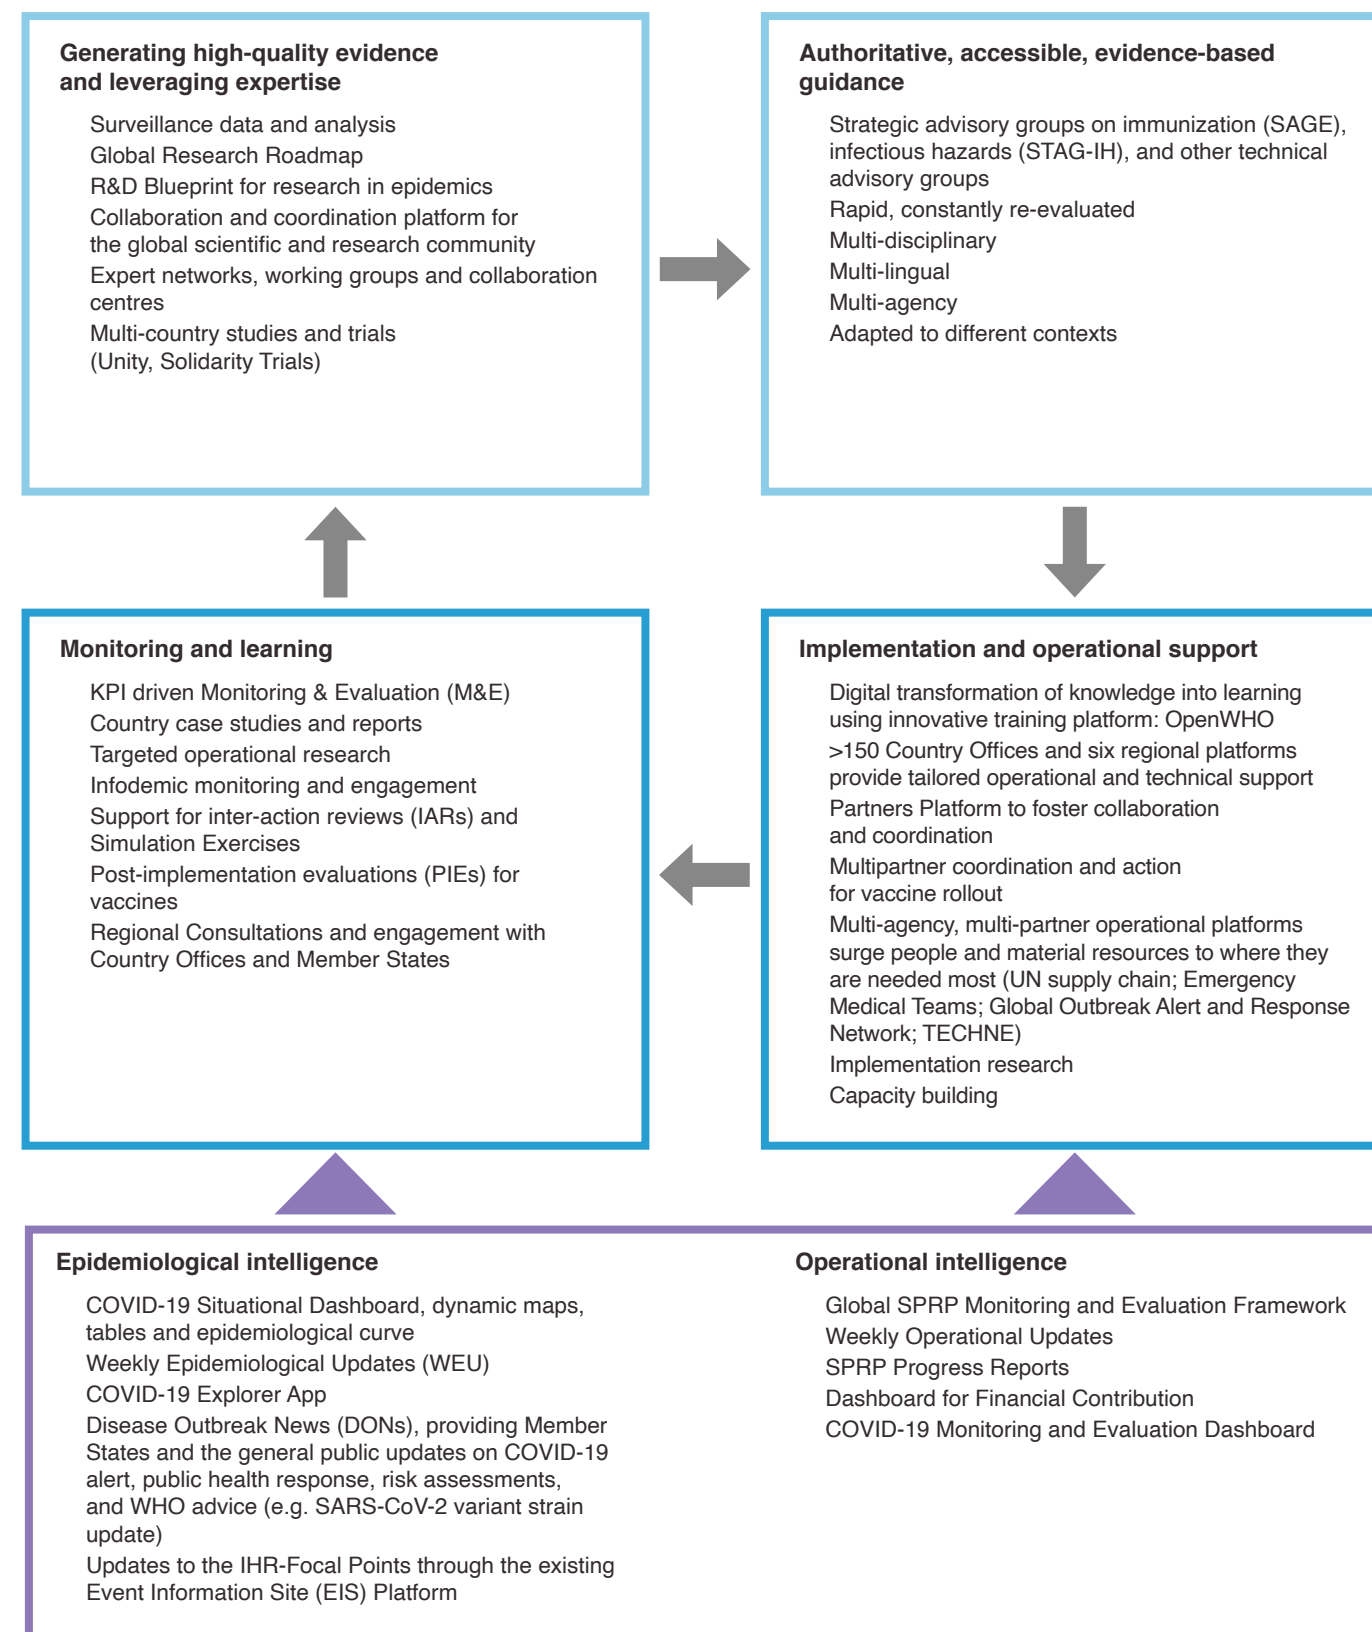 Generating high-quality evidence
and leveraging expertise
Surveillance data and analysis
Global Research Roadmap
R&D Blueprint for research in epidemics
Collaboration and coordination platform for
the global scientific and research community
Expert networks, working groups and collaboration
centres
Multi-country studies and trials
(Unity, Solidarity Trials)
Authoritative, accessible, evidence-based
guidance
Strategic advisory groups on immunization (SAGE),
infectious hazards (STAG-IH), and other technical
advisory groups
Rapid, constantly re-evaluated
Multi-disciplinary
Multi-lingual
Multi-agency
Adapted to different contexts
Monitoring and learning
KPI driven Monitoring & Evaluation (M&E)
Country case studies and reports
Targeted operational research
Infodemic monitoring and engagement
Support for inter-action reviews (IARs) and
Simulation Exercises
Post-implementation evaluations (PIEs) for
vaccines
Regional Consultations and engagement with
Country Offices and Member States
Implementation and operational support
Digital transformation of knowledge into learning
using innovative training platform: OpenWHO
>150 Country Offices and six regional platforms
provide tailored operational and technical support
Partners Platform to foster collaboration
and coordination
Multipartner coordination and action
for vaccine rollout
Multi-agency, multi-partner operational platforms
surge people and material resources to where they
are needed most (UN supply chain; Emergency
Medical Teams; Global Outbreak Alert and Response
Network; TECHNE)
Implementation research
Capacity building
Epidemiological intelligence
COVID-19 Situational Dashboard, dynamic maps,
tables and epidemiological curve
Weekly Epidemiological Updates (WEU)
COVID-19 Explorer App
Disease Outbreak News (DONs), providing Member
States and the general public updates on COVID-19
alert, public health response, risk assessments,
and WHO advice (e.g. SARS-CoV-2 variant strain
update)
Updates to the IHR-Focal Points through the existing
Event Information Site (EIS) Platform
Operational intelligence
Global SPRP Monitoring and Evaluation Framework
Weekly Operational Updates
SPRP Progress Reports
Dashboard for Financial Contribution
COVID-19 Monitoring and Evaluation Dashboard